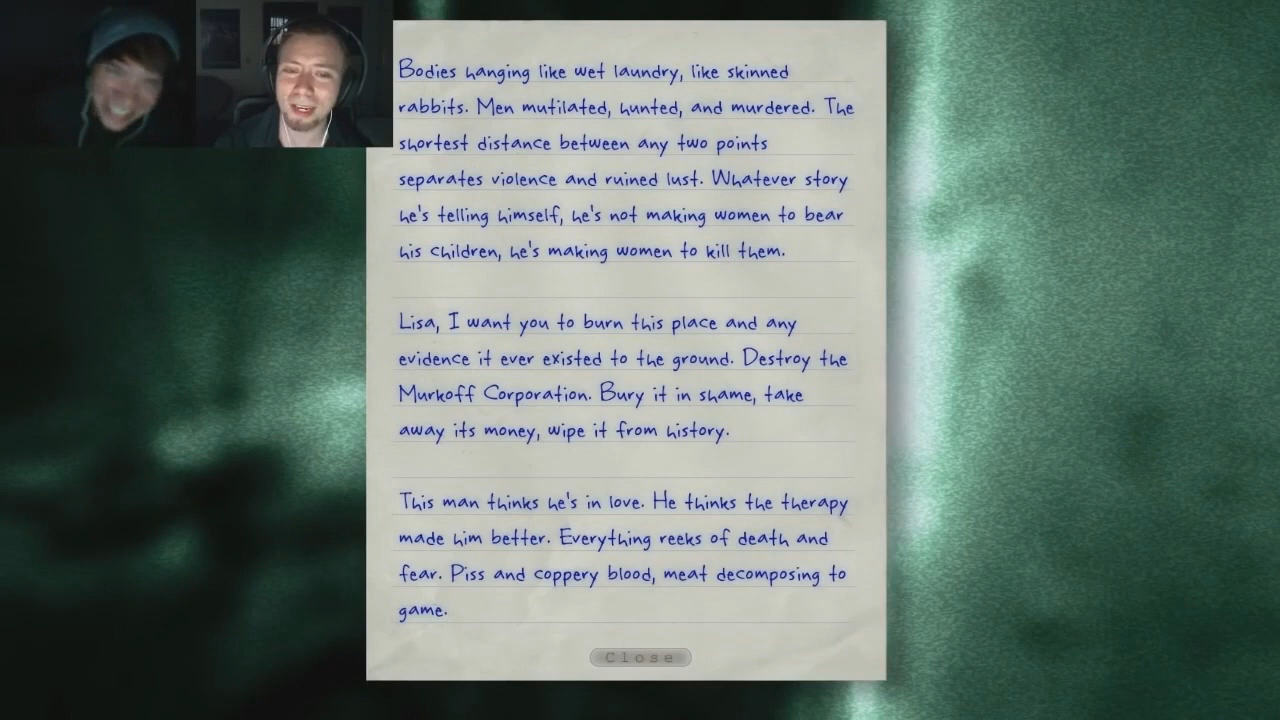 Bodies hanging like wet laundry, like skinned
rabbits. Men mutilated, hunted, and murdered. The
shortest distance between any two points
separates violence and ruined lust. Whatever story
he's telling himself, he's not making women to bear
his children, he's making women to kill them.
Lisa, I want you to burn this place and any
evidence it ever existed to the ground. Destroy the
Murkoff Corporation. Bury it in shame, take
away its money, wipe it from history.
This man thinks he's in love. He thinks the therapy
made him better. Everything reeks of death and
fear. Piss and coppery blood, meat decomposing to
game.
Close